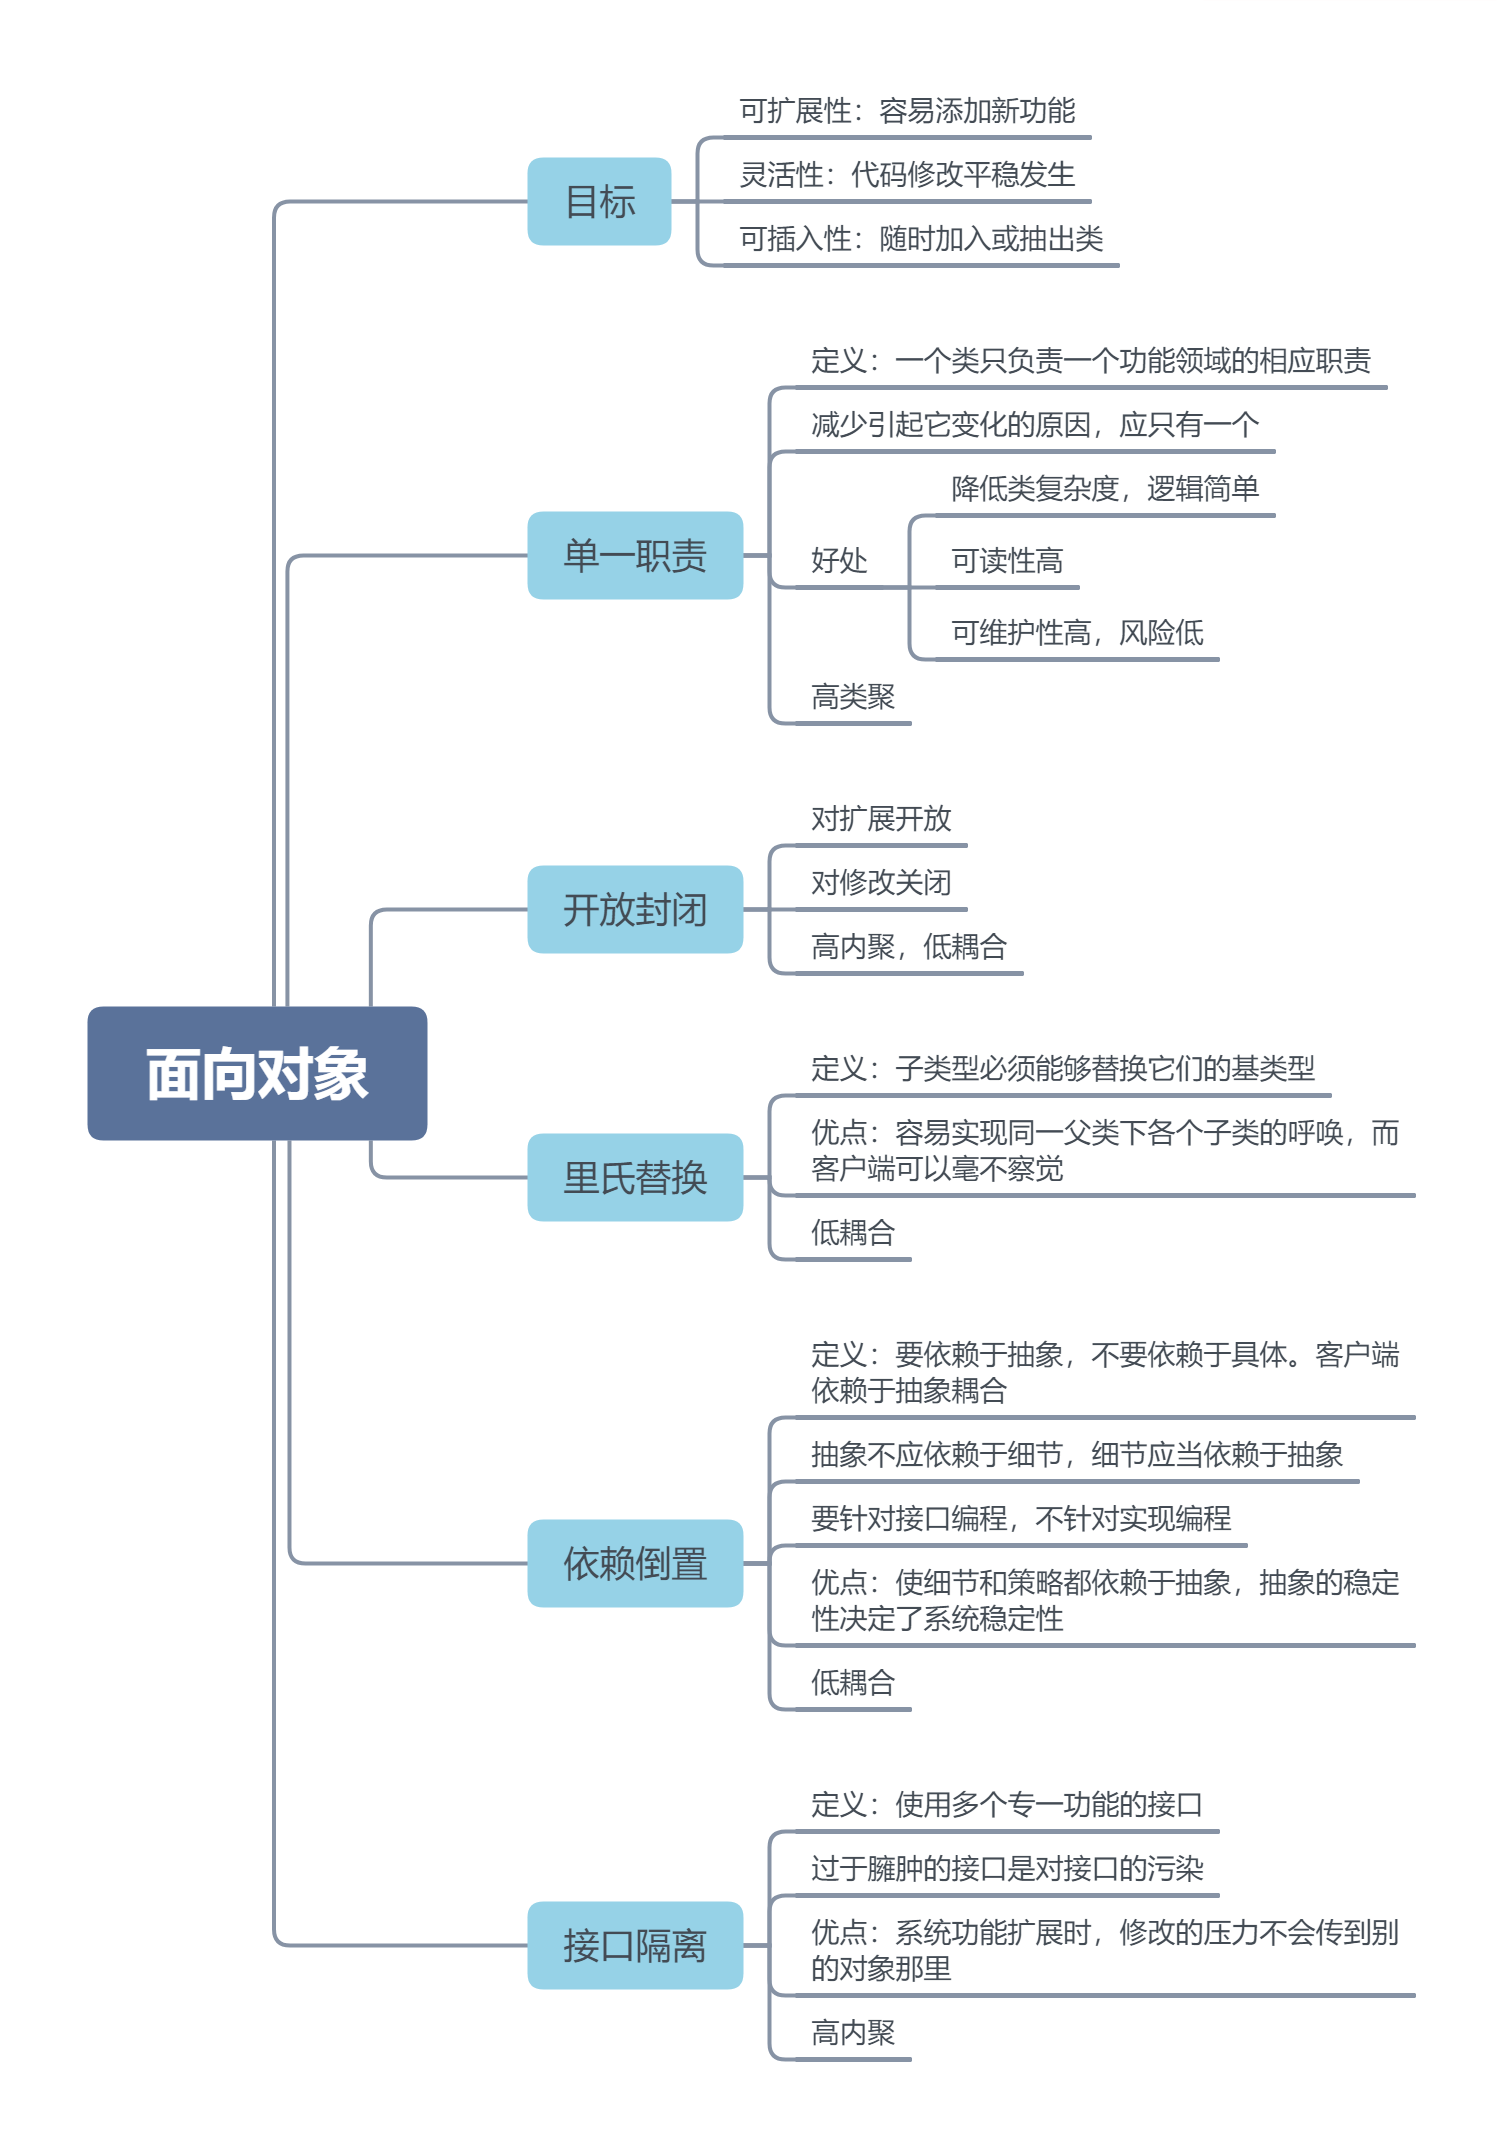 面向对象
目标
可扩展性：容易添加新功能
灵活性：代码修改平稳发生
可插入性：随时加入或抽出类
单一职责
定义：一个类只负责一个功能领域的相应职责
减少引起它变化的原因，应只有一个
好处
降低类复杂度，逻辑简单
可读性高
可维护性高，风险低
高类聚
开放封闭
对扩展开放
对修改关闭
高内聚，低耦合
里氏替换
定义：子类型必须能够替换它们的基类型
优点：容易实现同一父类下各个子类的呼唤，而
客户端可以毫不察觉
低耦合
依赖倒置
定义：要依赖于抽象，不要依赖于具体。客户端
依赖于抽象耦合
抽象不应依赖于细节，细节应当依赖于抽象
要针对接口编程，不针对实现编程
优点：使细节和策略都依赖于抽象，抽象的稳定
性决定了系统稳定性
低耦合
接口隔离
定义：使用多个专一功能的接口
过于臃肿的接口是对接口的污染
优点：系统功能扩展时，修改的压力不会传到别
的对象那里
高内聚